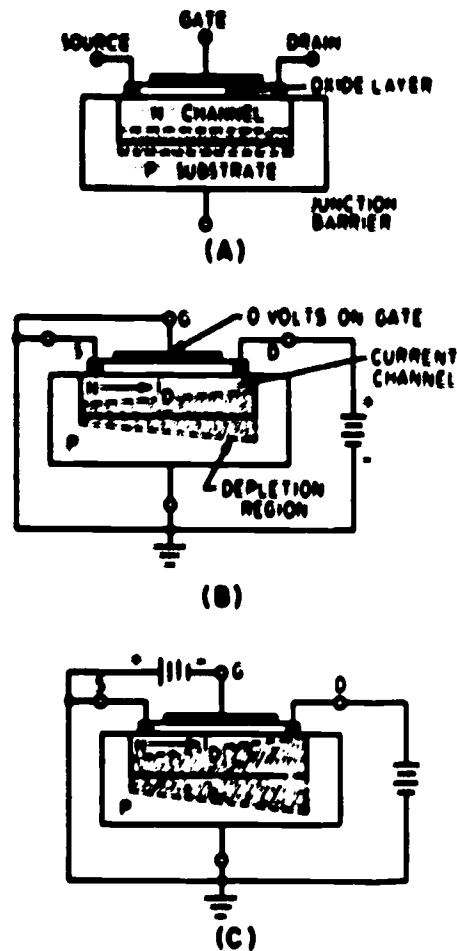 GATE
SOURCE
DRAIN
OXIDE LAYER
N CHANNEL
P SUBSTRATE
JUNCTION
BARRIER
(A)
G
0 VOLTS ON GATE
S
D
CURRENT
CHANNEL
N
I D
P
+
-
DEPLETION
REGION
(B)
+
-
G
S
D
N
I D
P
(C)